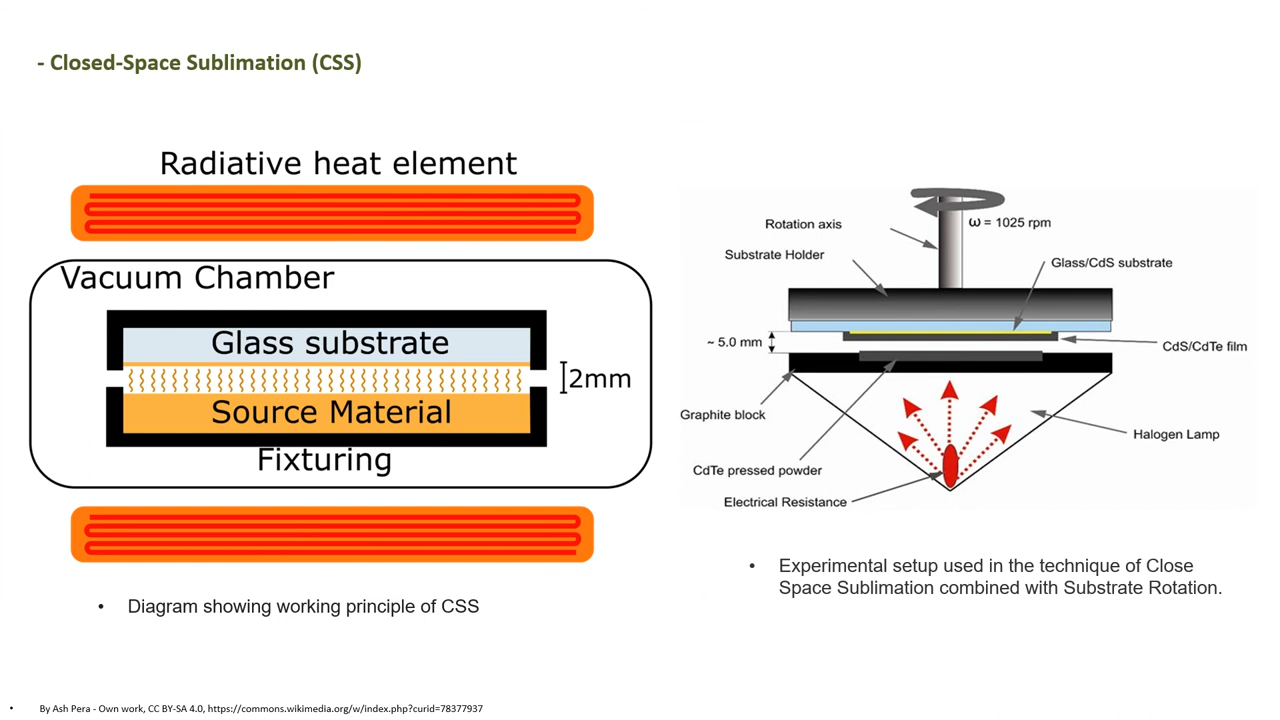 - Closed-Space Sublimation (CSS)
Radiative heat element
Vacuum Chamber
Glass substrate
2mm
Source Material
Fixturing
• Diagram showing working principle of CSS
ω = 1025 rpm
Rotation axis
Substrate Holder
Glass/CdS substrate
~ 5.0 mm
CdS/CdTe film
Graphite block
Halogen Lamp
CdTe pressed powder
Electrical Resistance
• Experimental setup used in the technique of Close
Space Sublimation combined with Substrate Rotation.
• By Ash Pera - Own work, CC BY-SA 4.0, https://commons.wikimedia.org/w/index.php?curid=78377937